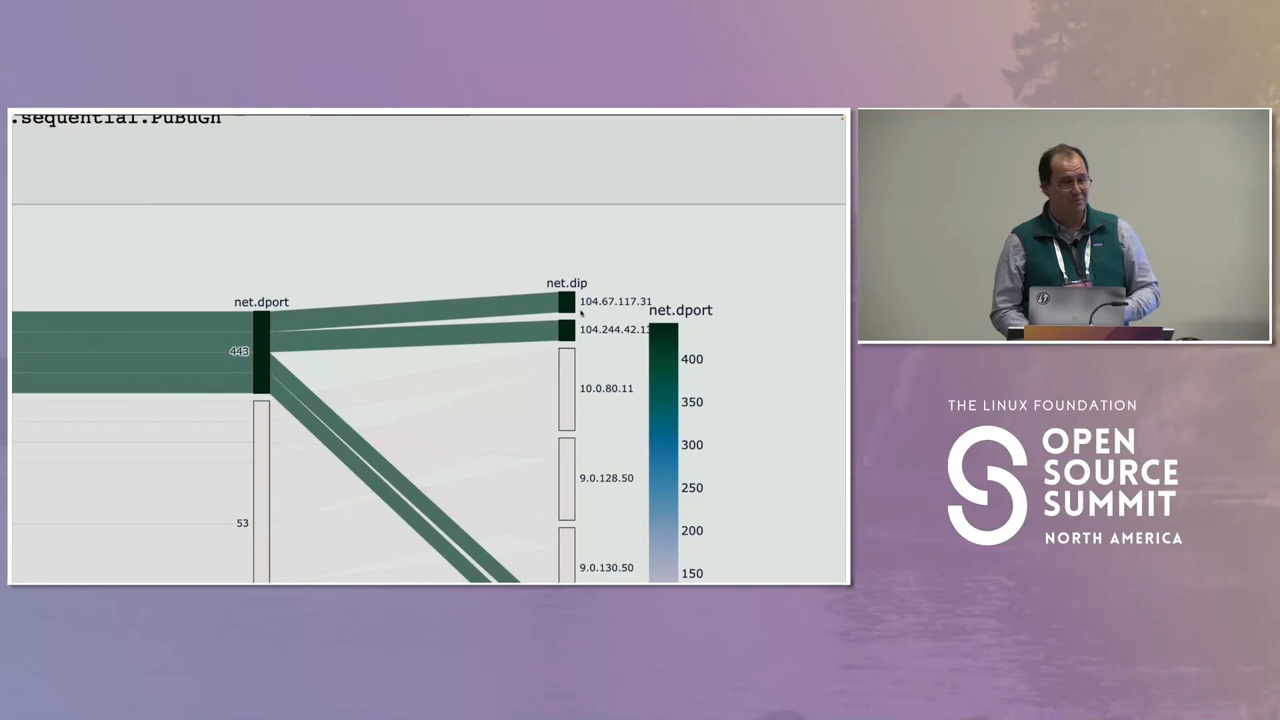 .sequential.PuBuGn
net.dip
net.dport
104.67.117.31
net.dport
104.244.42.1
443
400
10.0.80.11
350
300
9.0.128.50
250
53
200
9.0.130.50
150
THE LINUX FOUNDATION
OPEN
SOURCE
SUMMIT
NORTH AMERICA